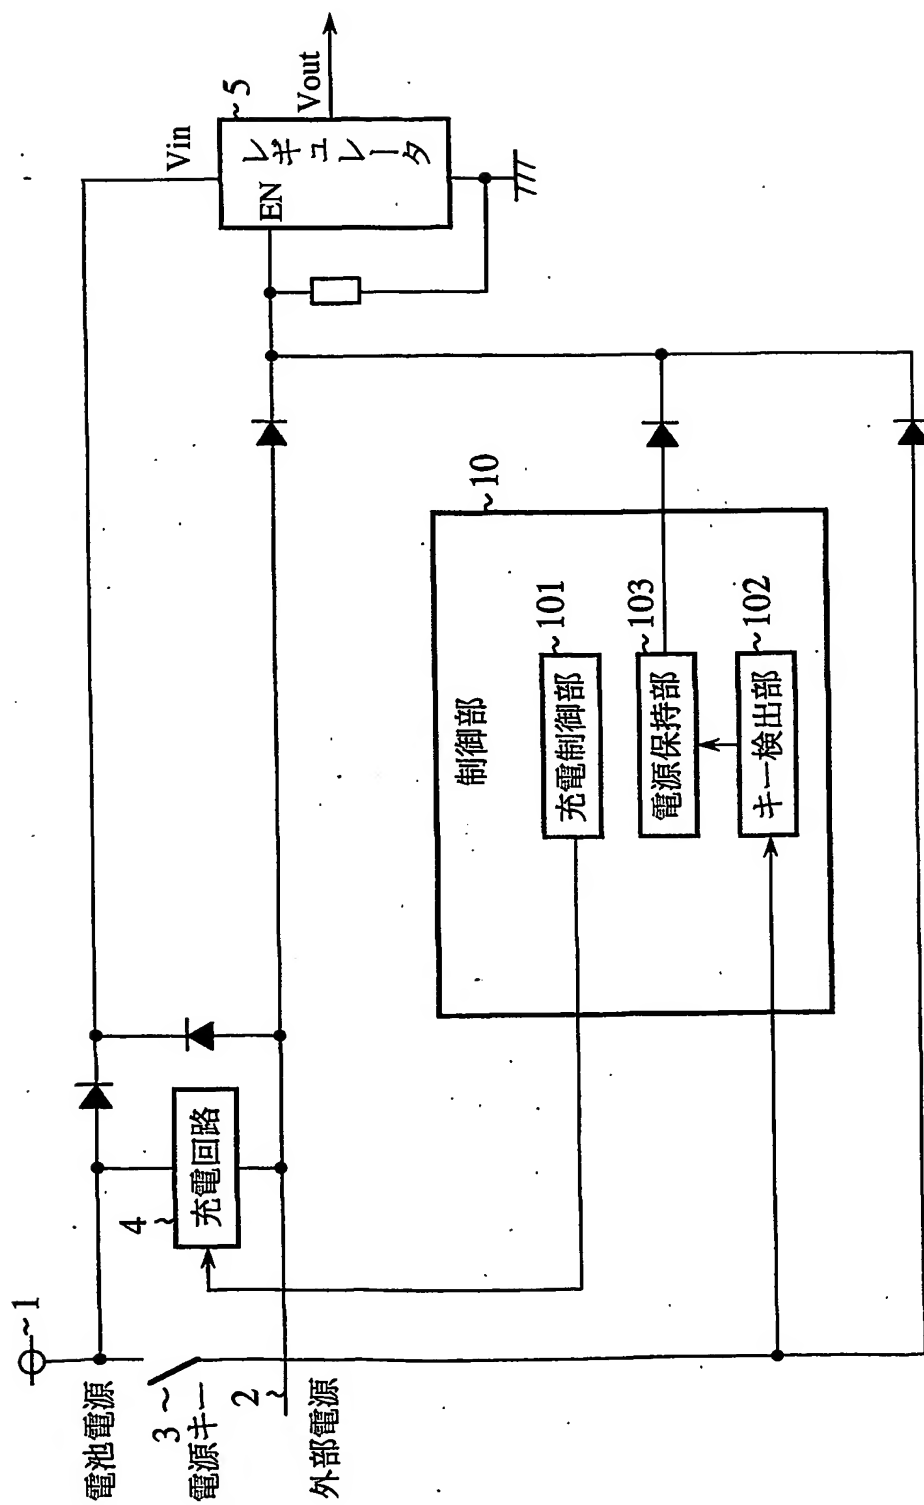 電池電源
1
3
電源キー
2
外部電源
4
充電回路
制御部
10
充電制御部
101
電源保持部
103
キー検出部
102
Vin
5
レギュレータ
EN
Vout